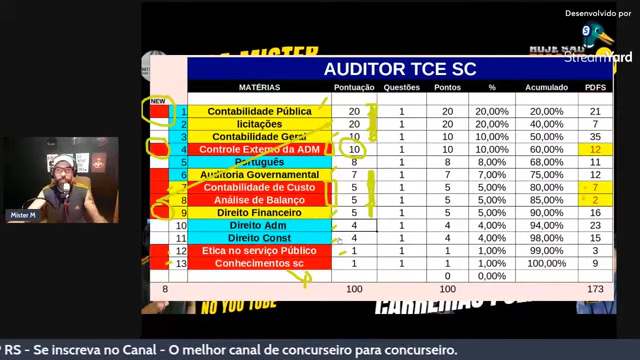 Desenvolvido por
StreamYard
AUDITOR TCE SC
MATÉRIAS Pontuação Questões Pontos % Acumulado PDFS
NEW
1 Contabilidade Pública 20 1 20 20,00% 20,00% 21
2 licitações 20 1 20 20,00% 40,00% 7
3 Contabilidade Geral 10 1 10 10,00% 50,00% 35
4 Controle Externo da ADM 10 1 10 10,00% 60,00% 12
5 Português 8 1 8 8,00% 68,00% 11
6 Auditoria Governamental 7 1 7 7,00% 75,00% 12
7 Contabilidade de Custo 5 1 5 5,00% 80,00% 7
8 Análise de Balanço 5 1 5 5,00% 85,00% 2
9 Direito Financeiro 5 1 5 5,00% 90,00% 16
10 Direito Adm 4 1 4 4,00% 94,00% 23
11 Direito Const 4 1 4 4,00% 98,00% 15
12 Etica no serviço Público 1 1 1 1,00% 99,00% 3
13 Conhecimentos sc 1 1 1 1,00% 100,00% 9
0 0,00%
8 100 100 173
Mister M
NO YOU TUBE
RS - Se inscreva no Canal - O melhor canal de concurseiro para concurseiro.